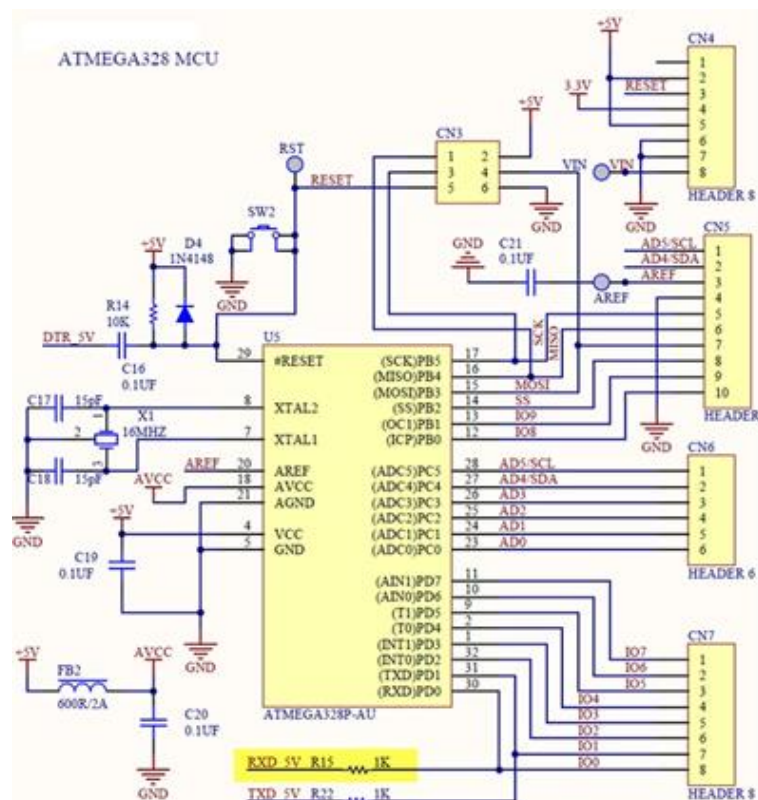 ATMEGA328 MCU
+5V
CN4
1
2
RESET 3
3.3V 4
5
6
7
VIN VIN 8
GND
HEADER 8
+5V
CN3
1 2
3 4
5 6
GND
RST
RESET
SW2
GND
CN5
AD5/SCL 1
AD4/SDA 2
AREF 3
4
5
6
7
8
9
10
HEADER
GND
C21
0.1UF
AREF
SCK
MISO
+5V
D4
1N4148
R14
10K
DTR_5V
C16
0.1UF
U5
29 #RESET
8 XTAL2
7 XTAL1
AREF 20 AREF
AVCC 18 AVCC
21 AGND
4 VCC
5 GND
(SCK)PB5 17
(MISO)PB4 16
(MOSI)PB3 15 MOSI
(SS)PB2 14 SS
(OC1)PB1 13 IO9
(ICP)PB0 12 IO8
GND
(ADC5)PC5 28 AD5/SCL
(ADC4)PC4 27 AD4/SDA
(ADC3)PC3 26 AD3
(ADC2)PC2 25 AD2
(ADC1)PC1 24 AD1
(ADC0)PC0 23 AD0
(AIN1)PD7 11
(AIN0)PD6 10
(T1)PD5 9
(T0)PD4 2
(INT1)PD3 1
(INT0)PD2 32
(TXD)PD1 31
(RXD)PD0 30
ATMEGA328P-AU
C17 15pF
1
2
3
X1
16MHZ
C18 15pF
GND
+5V
C19
0.1UF
GND
+5V
FB2
600R/2A
AVCC
C20
0.1UF
GND
CN6
1
2
3
4
5
6
HEADER 6
CN7
IO7 1
IO6 2
IO5 3
IO4 4
IO3 5
IO2 6
IO1 7
IO0 8
HEADER 8
RXD_5V R15 1K
TXD_5V R22 1K